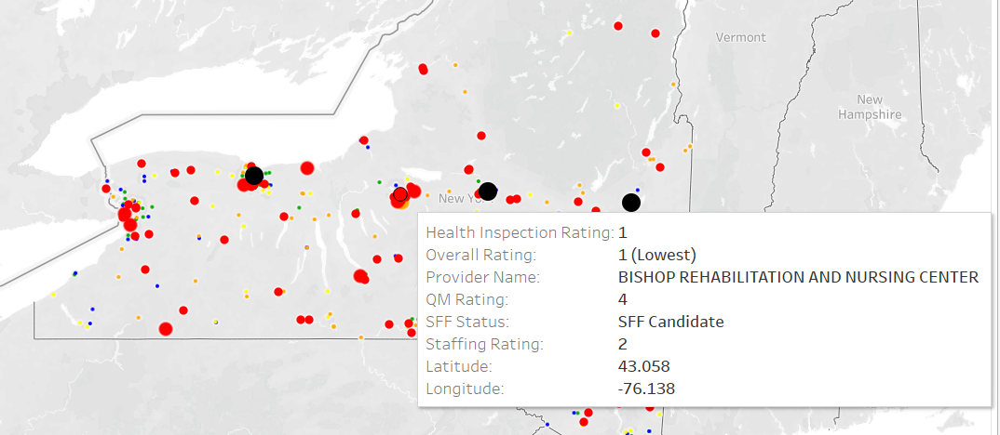 Vermont
New
Hampshire
New Yo
Health Inspection Rating: 1
Overall Rating: 1 (Lowest)
Provider Name: BISHOP REHABILITATION AND NURSING CENTER
QM Rating: 4
SFF Status: SFF Candidate
Staffing Rating: 2
Latitude: 43.058
Longitude: -76.138